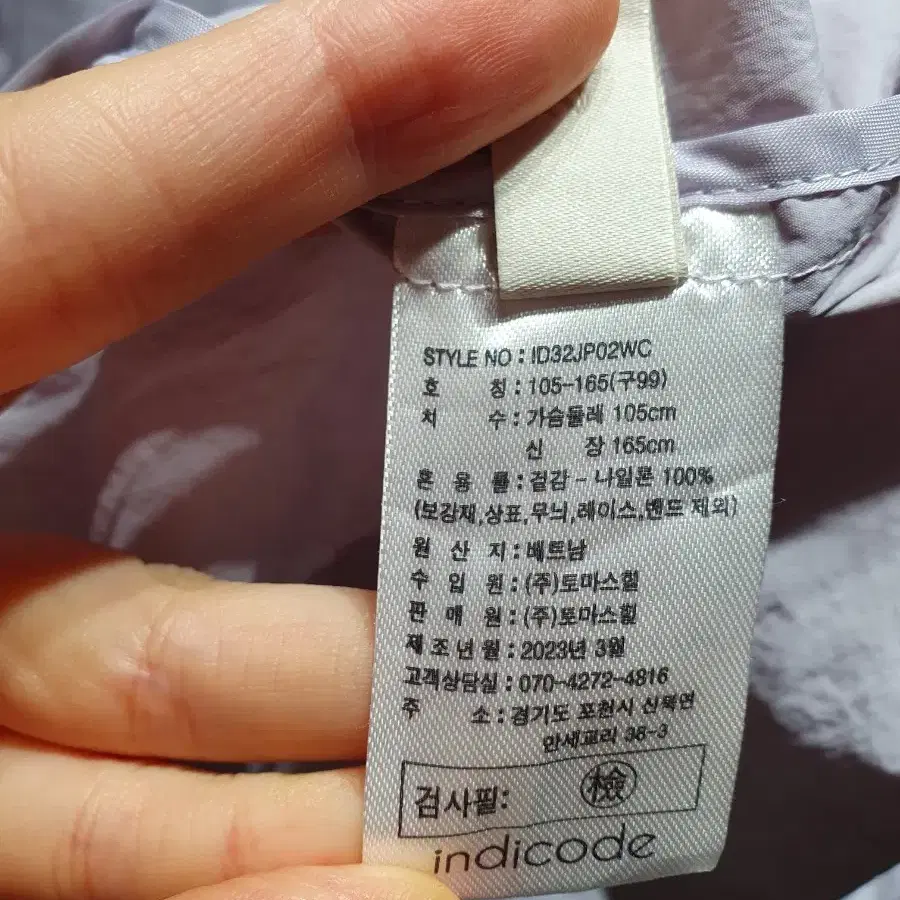 STYLE NO : ID32JP02WC
호 칭 : 105-165(구99)
치 수 : 가슴둘레 105cm
신 장 165cm
혼 용 률 : 겉감 - 나일론 100%
(보강재,상표,무늬,레이스,밴드 제외)
원 산 지 : 베트남
수 입 원 : (주)토마스힐
판 매 원 : (주)토마스힐
제 조 년 월 : 2023년 3월
고객상담실 : 070-4272-4816
주 소 : 경기도 포천시 신북면
만세교리 38-3
검사필: 檢
indicode